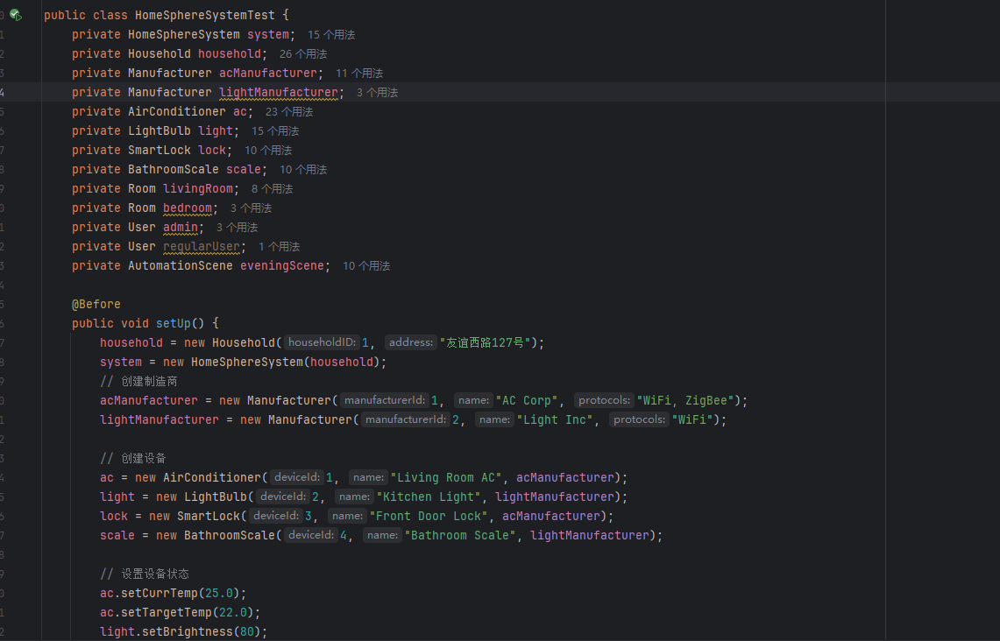 public class HomeSphereSystemTest {
private HomeSphereSystem system; 15 个用法
private Household household; 26 个用法
private Manufacturer acManufacturer; 11 个用法
private Manufacturer lightManufacturer; 3 个用法
private AirConditioner ac; 23 个用法
private LightBulb light; 15 个用法
private SmartLock lock; 10 个用法
private BathroomScale scale; 10 个用法
private Room livingRoom; 8 个用法
private Room bedroom; 3 个用法
private User admin; 3 个用法
private User regularUser; 1 个用法
private AutomationScene eveningScene; 10 个用法
@Before
public void setUp() {
household = new Household( householdID: 1, address: "友谊西路127号");
system = new HomeSphereSystem(household);
// 创建制造商
acManufacturer = new Manufacturer( manufacturerId: 1, name: "AC Corp", protocols: "WiFi, ZigBee");
lightManufacturer = new Manufacturer( manufacturerId: 2, name: "Light Inc", protocols: "WiFi");
// 创建设备
ac = new AirConditioner( deviceId: 1, name: "Living Room AC", acManufacturer);
light = new LightBulb( deviceId: 2, name: "Kitchen Light", lightManufacturer);
lock = new SmartLock( deviceId: 3, name: "Front Door Lock", acManufacturer);
scale = new BathroomScale( deviceId: 4, name: "Bathroom Scale", lightManufacturer);
// 设置设备状态
ac.setCurrTemp(25.0);
ac.setTargetTemp(22.0);
light.setBrightness(80);